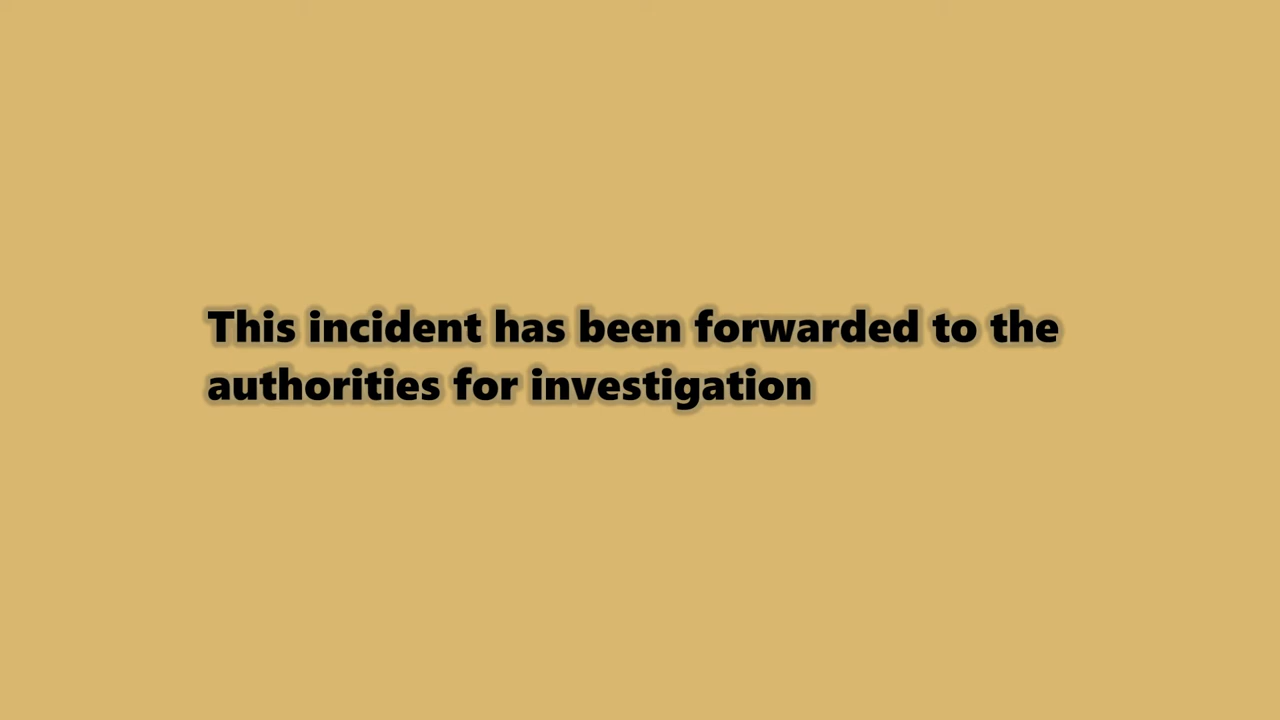 This incident has been forwarded to the
authorities for investigation